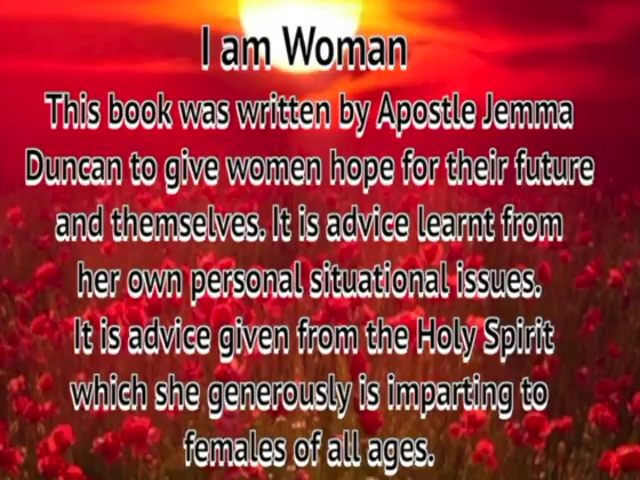 I am Woman
This book was written by Apostle Jemma
Duncan to give women hope for their future
and themselves. It is advice learnt from
her own personal situational issues.
It is advice given from the Holy Spirit
which she generously is imparting to
females of all ages.